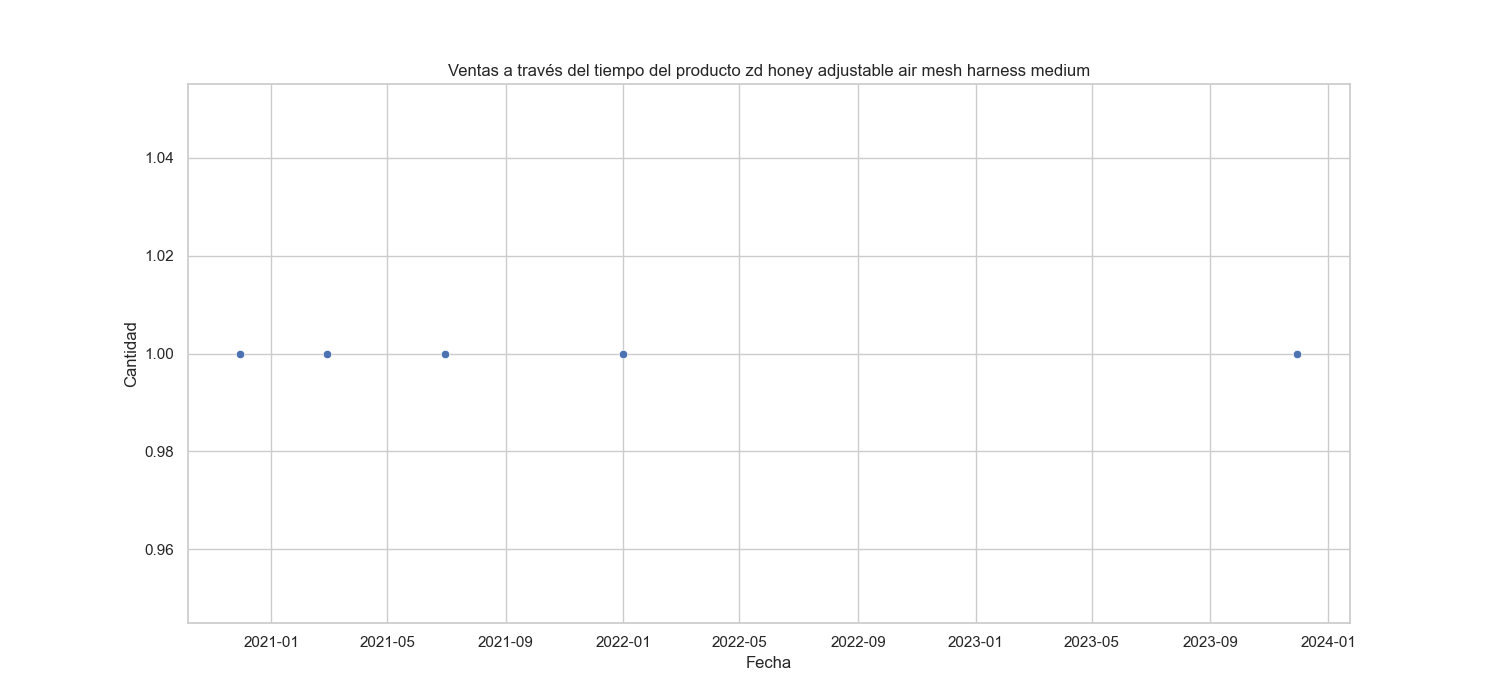 Ventas a través del tiempo del producto zd honey adjustable air mesh harness medium
1.04
1.02
1.00
0.98
0.96
Cantidad
2021-01 2021-05 2021-09 2022-01 2022-05 2022-09 2023-01 2023-05 2023-09 2024-01
Fecha